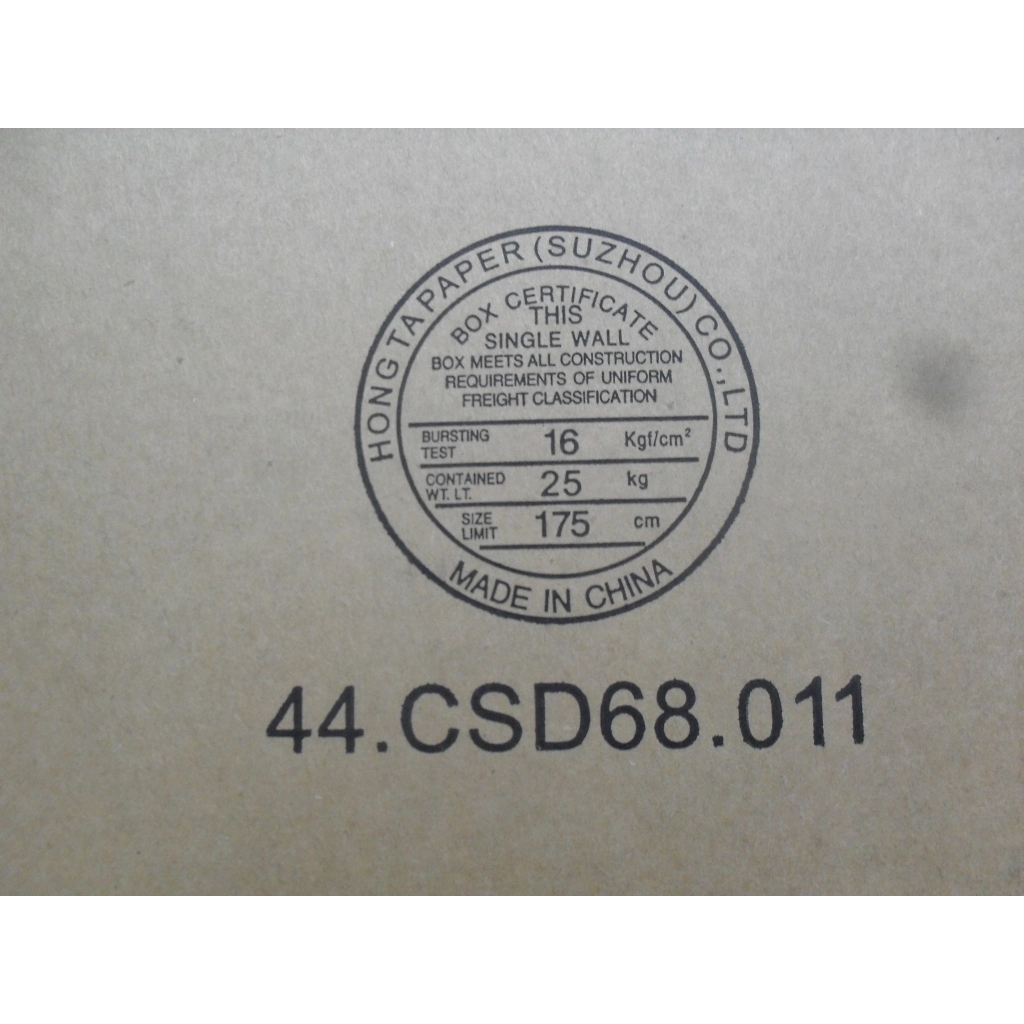 HONG TA PAPER (SUZHOU) CO.,LTD
BOX CERTIFICATE
THIS
SINGLE WALL
BOX MEETS ALL CONSTRUCTION
REQUIREMENTS OF UNIFORM
FREIGHT CLASSIFICATION
BURSTING TEST 16 Kgf/cm²
CONTAINED WT. LT. 25 kg
SIZE LIMIT 175 cm
MADE IN CHINA
44.CSD68.011